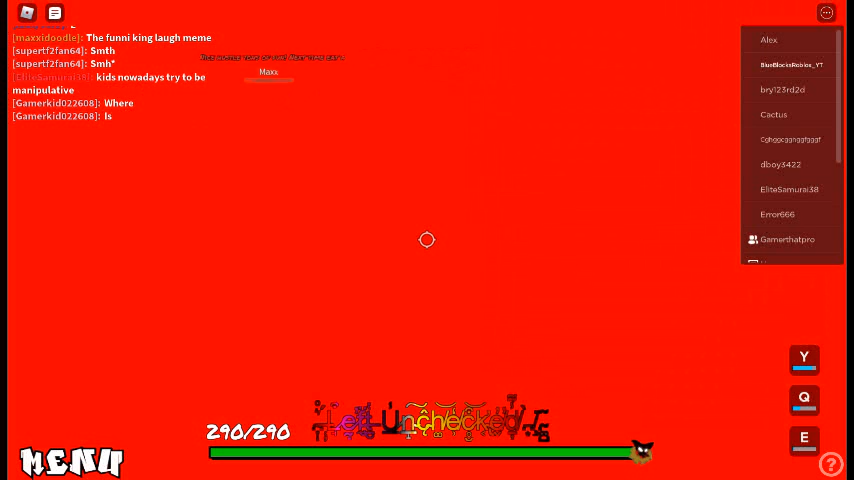 [maxxidoodle]: The funni king laugh meme
[supertf2fan64]: Smth
[supertf2fan64]: Smh*
[EliteSamurai38]: kids nowadays try to be
manipulative
[Gamerkid022608]: Where
[Gamerkid022608]: Is
Maxx
Alex
BlueBlocksRoblox_YT
bry123rd2d
Cactus
Cghggcggnggfgggf
dboy3422
EliteSamurai38
Error666
Gamerthatpro
Y
Q
E
290/290
Left Unchecked
MENU
?